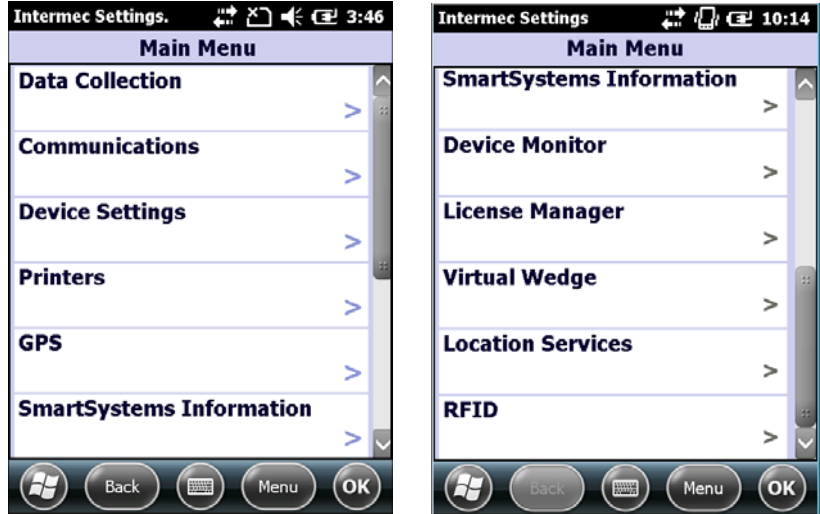 Intermec Settings. 3:46
Main Menu
Data Collection
>
Communications
>
Device Settings
>
Printers
>
GPS
>
SmartSystems Information
>
Back Menu OK
Intermec Settings 10:14
Main Menu
SmartSystems Information
>
Device Monitor
>
License Manager
>
Virtual Wedge
>
Location Services
>
RFID
>
Back Menu OK